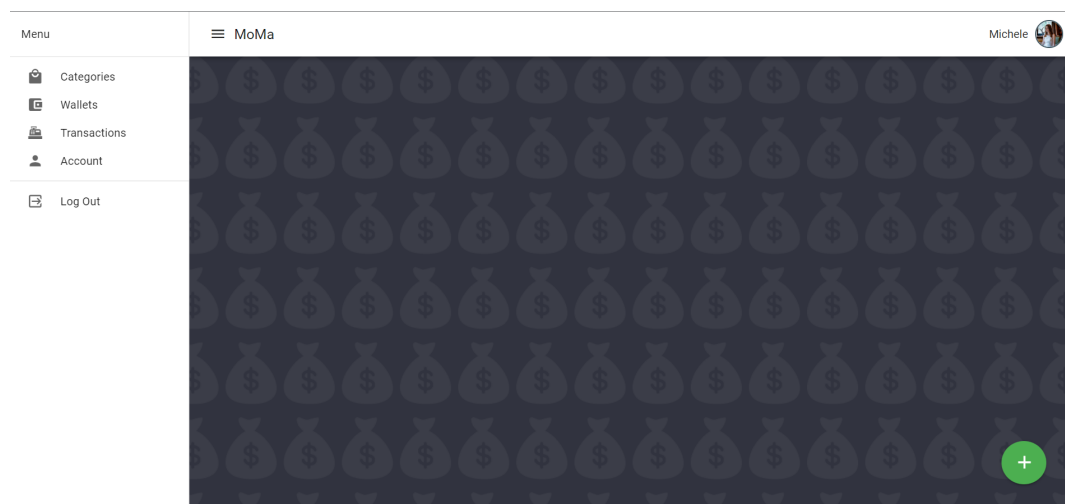 Menu
MoMa
Michele
Categories
Wallets
Transactions
Account
Log Out